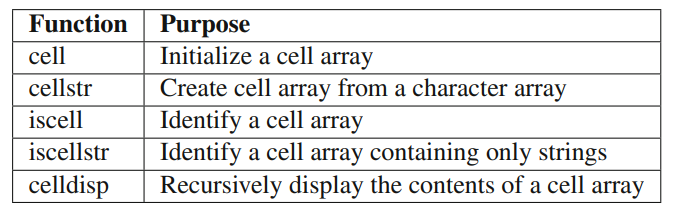 Function Purpose
cell Initialize a cell array
cellstr Create cell array from a character array
iscell Identify a cell array
iscellstr Identify a cell array containing only strings
celldisp Recursively display the contents of a cell array